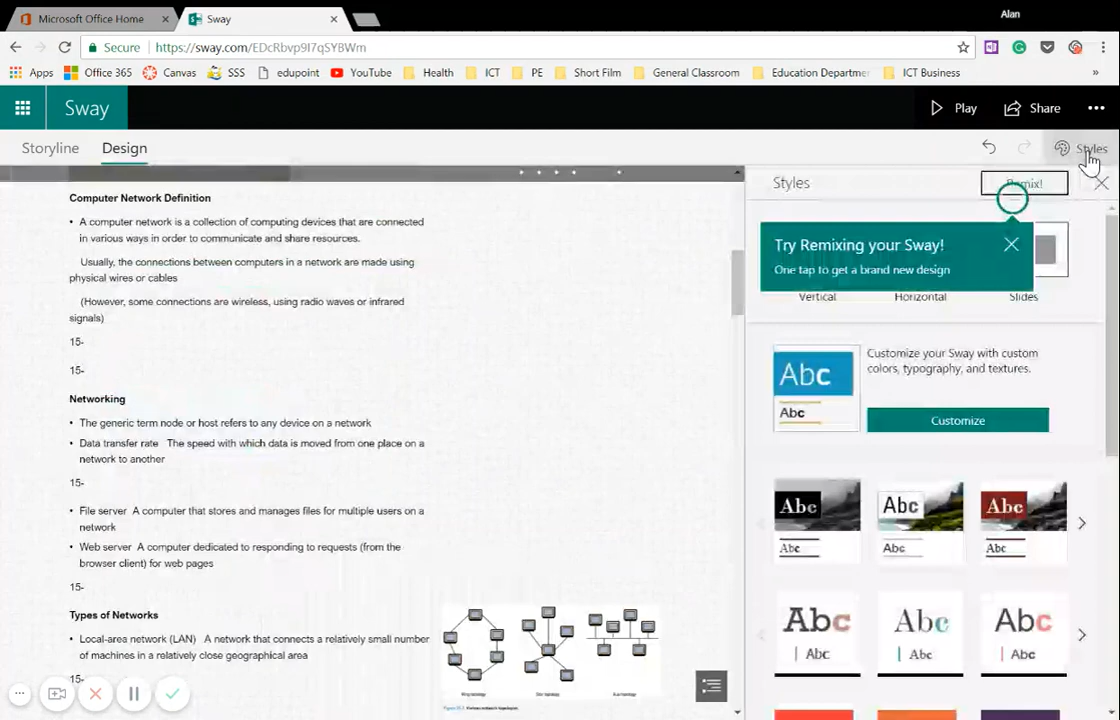 Alan
Microsoft Office Home
Sway
Secure
https://sway.com/EDcRbvp9I7qSYBWm
Apps
Office 365
Canvas
SSS
edupoint
YouTube
Health
ICT
PE
Short Film
General Classroom
Education Departme
ICT Business
»
Sway
Play
Share
Storyline
Design
Styles
Computer Network Definition
• A computer network is a collection of computing devices that are connected
in various ways in order to communicate and share resources.
Usually, the connections between computers in a network are made using
physical wires or cables
(However, some connections are wireless, using radio waves or infrared
signals)
15-
15-
Networking
• The generic term node or host refers to any device on a network
• Data transfer rate The speed with which data is moved from one place on a
network to another
15-
• File server A computer that stores and manages files for multiple users on a
network
• Web server A computer dedicated to responding to requests (from the
browser client) for web pages
15-
Types of Networks
• Local-area network (LAN) A network that connects a relatively small number
of machines in a relatively close geographical area
15-
Ring topology
Star topology
Bus topology
Styles
Remix!
Try Remixing your Sway!
One tap to get a brand new design
Vertical
Horizontal
Slides
Abc
Abc
Customize your Sway with custom
colors, typography, and textures.
Customize
Abc
Abc
Abc
Abc
Abc
Abc
Abc
Abc
Abc
Abc
Abc
Abc